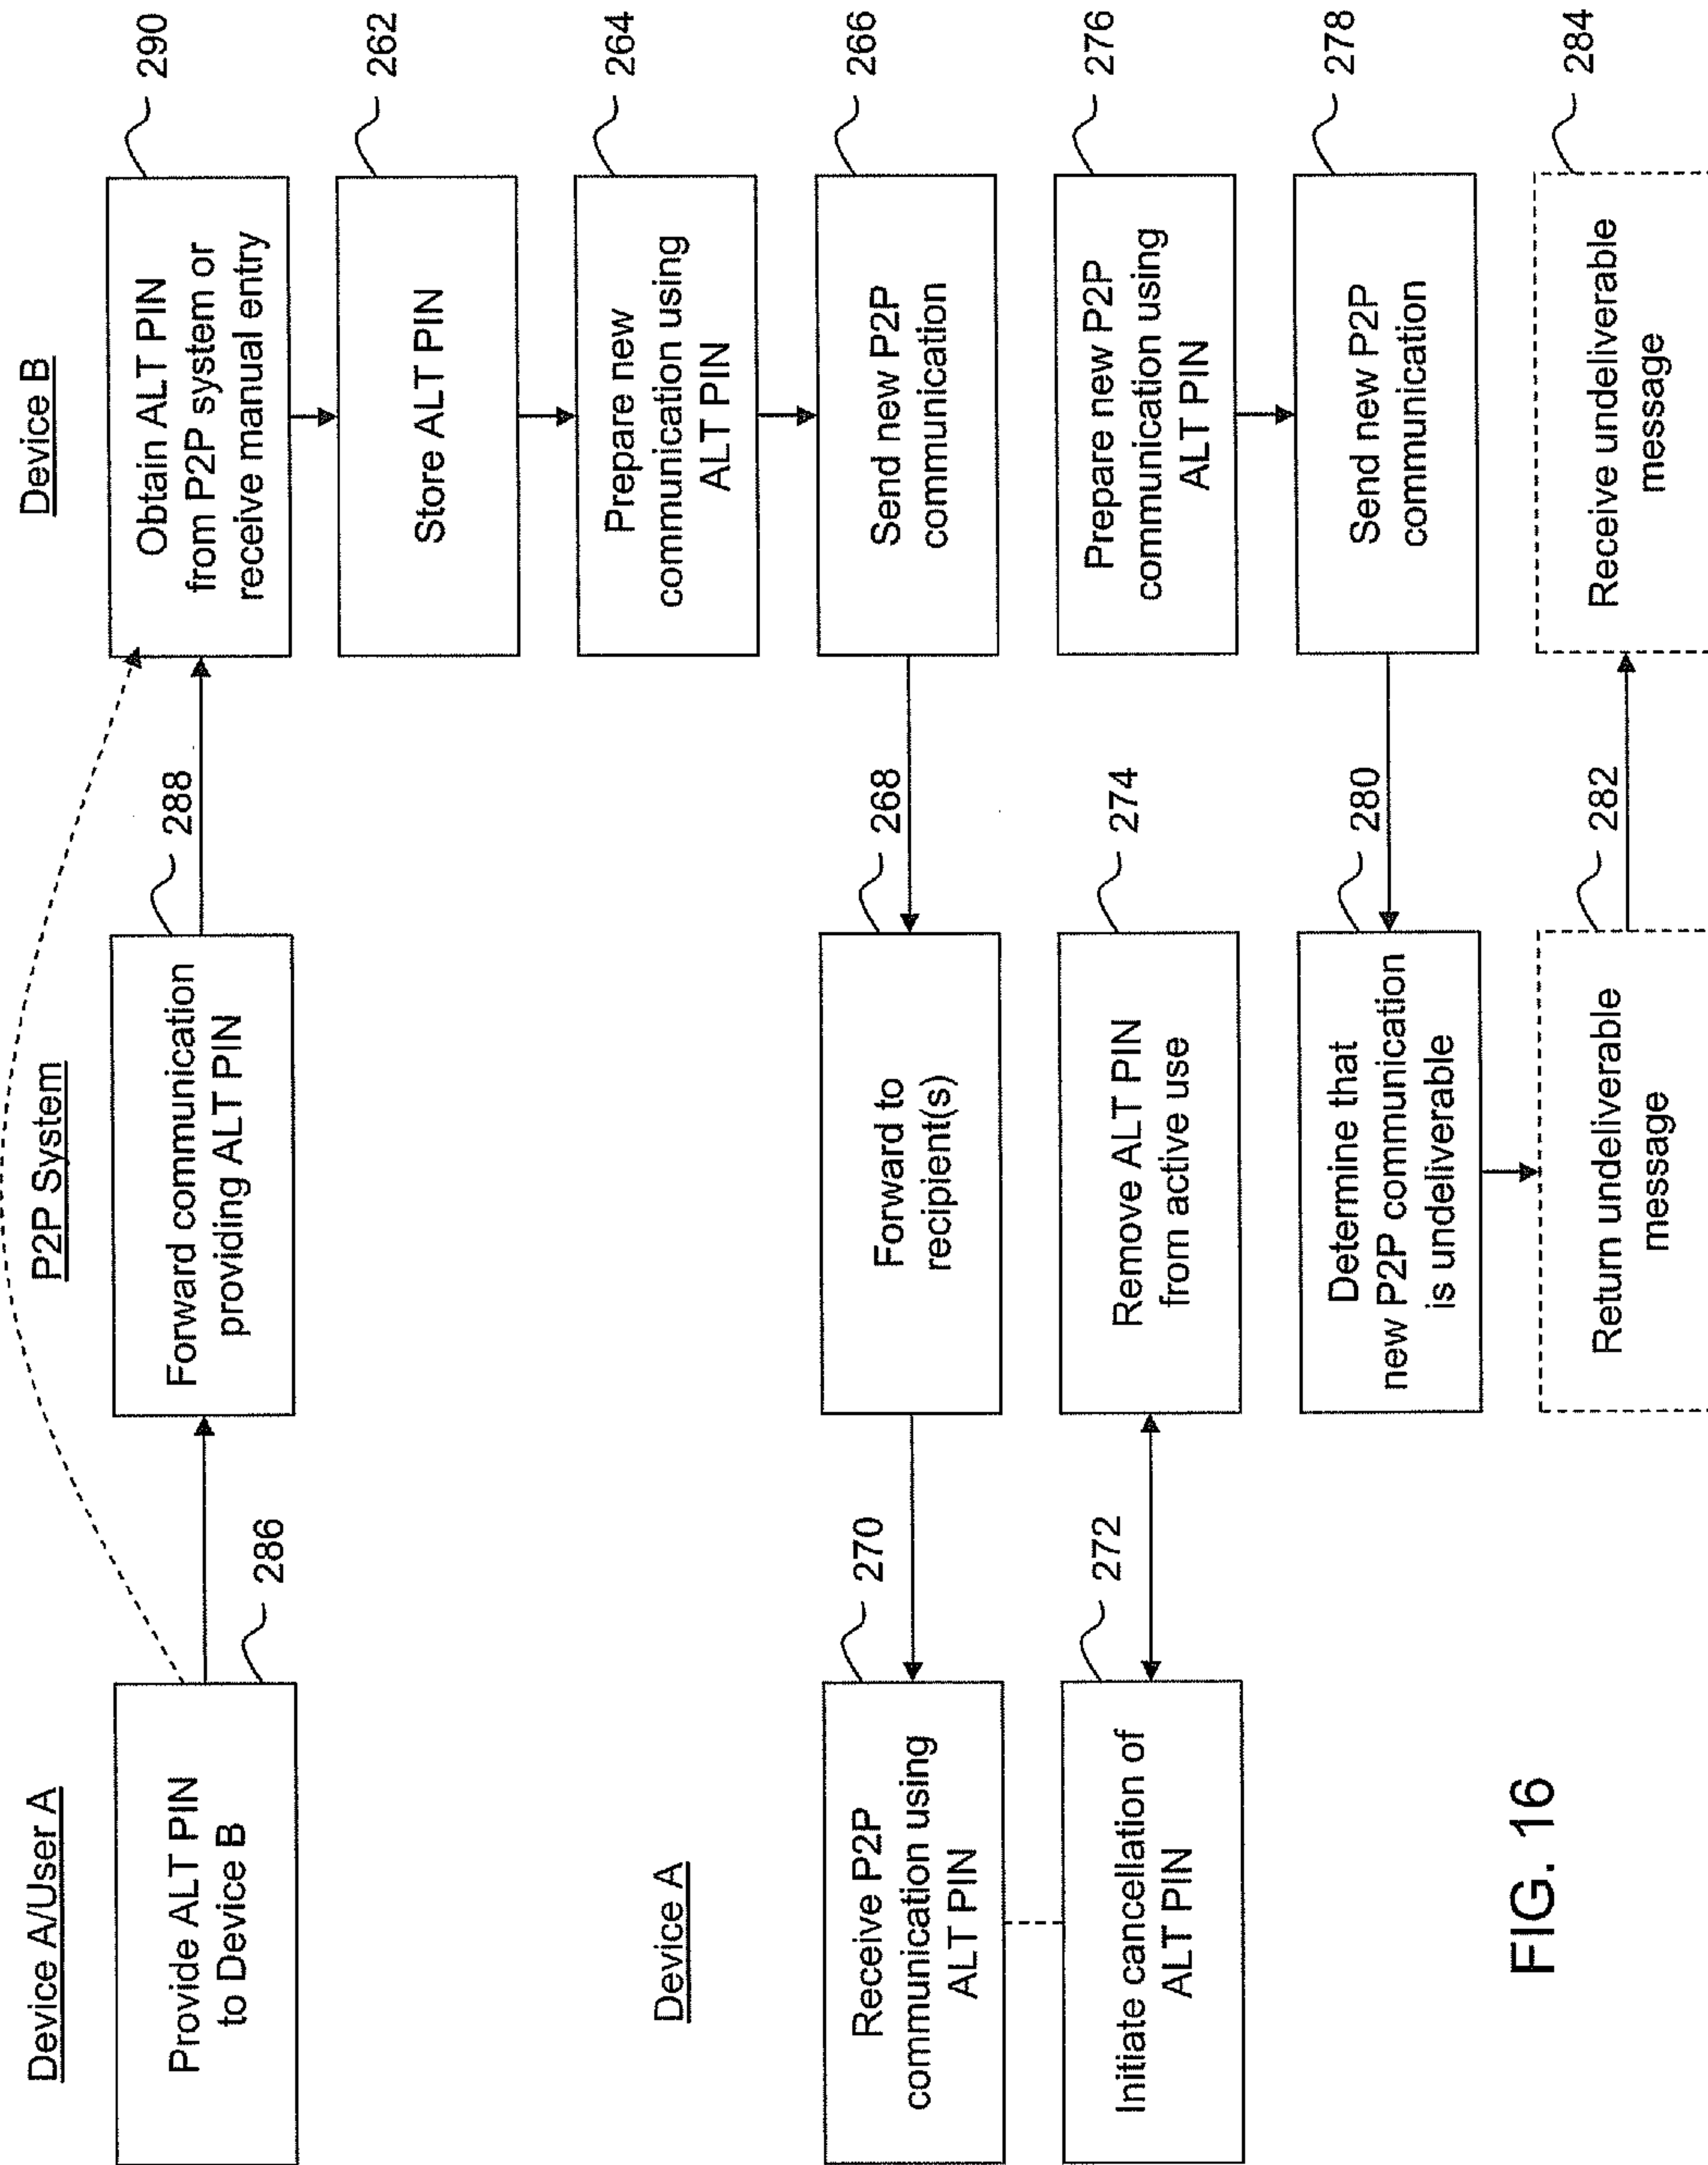 Device A/User A
P2P System
Device B
Provide ALT PIN
to Device B
286
Forward communication
providing ALT PIN
288
Obtain ALT PIN
from P2P system or
receive manual entry
290
Store ALT PIN
262
Prepare new
communication using
ALT PIN
264
Device A
Receive P2P
communication using
ALT PIN
270
Forward to
recipient(s)
268
Send new P2P
communication
266
Initiate cancellation of
ALT PIN
272
Remove ALT PIN
from active use
274
Prepare new P2P
communication using
ALT PIN
276
Determine that
new P2P communication
is undeliverable
280
Send new P2P
communication
278
Return undeliverable
message
282
Receive undeliverable
message
284
FIG. 16